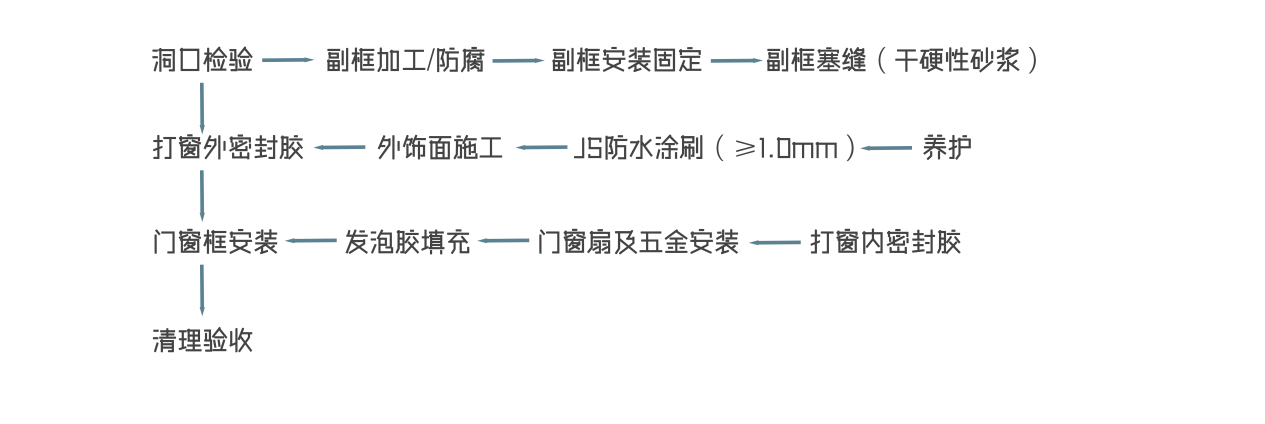 洞口检验 副框加工/防腐 副框安装固定 副框塞缝（干硬性砂浆）
打窗外密封胶 外饰面施工 JS防水涂刷（≥1.0mm） 养护
门窗框安装 发泡胶填充 门窗扇及五金安装 打窗内密封胶
清理验收